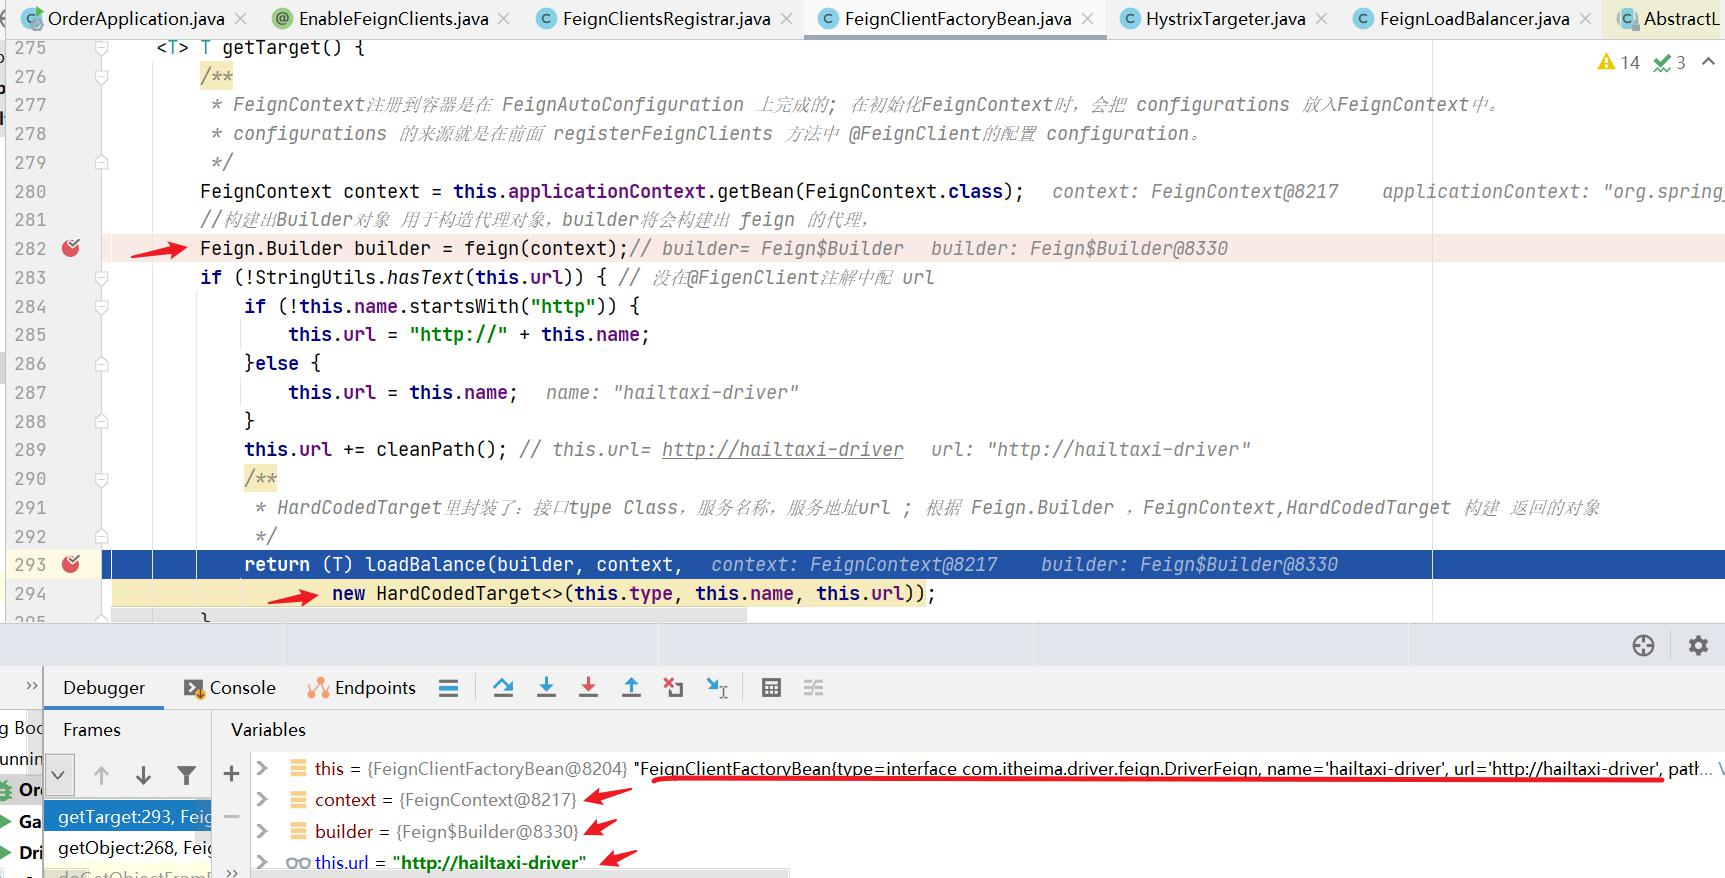 OrderApplication.java EnableFeignClients.java FeignClientsRegistrar.java FeignClientFactoryBean.java HystrixTargeter.java FeignLoadBalancer.java AbstractL
275 <T> T getTarget() {
14 3
276 /**
277 * FeignContext注册到容器是在 FeignAutoConfiguration 上完成的; 在初始化FeignContext时，会把 configurations 放入FeignContext中。
278 * configurations 的来源就是在前面 registerFeignClients 方法中 @FeignClient的配置 configuration。
279 */
280 FeignContext context = this.applicationContext.getBean(FeignContext.class); context: FeignContext@8217 applicationContext: "org.spring
281 //构建出Builder对象 用于构造代理对象，builder将会构建出 feign 的代理，
282 Feign.Builder builder = feign(context);// builder= Feign$Builder builder: Feign$Builder@8330
283 if (!StringUtils.hasText(this.url)) { // 没在@FigenClient注解中配 url
284 if (!this.name.startsWith("http")) {
285 this.url = "http://" + this.name;
286 }else {
287 this.url = this.name; name: "hailtaxi-driver"
288 }
289 this.url += cleanPath(); // this.url= http://hailtaxi-driver url: "http://hailtaxi-driver"
290 /**
291 * HardCodedTarget里封装了：接口type Class，服务名称，服务地址url ; 根据 Feign.Builder ，FeignContext,HardCodedTarget 构建 返回的对象
292 */
293 return (T) loadBalance(builder, context, context: FeignContext@8217 builder: Feign$Builder@8330
294 new HardCodedTarget<>(this.type, this.name, this.url));
295 }
Debugger Console Endpoints
g Boo Frames Variables
unnin
this = {FeignClientFactoryBean@8204} "FeignClientFactoryBean{type=interface com.itheima.driver.feign.DriverFeign, name='hailtaxi-driver', url='http://hailtaxi-driver', path... V
Or context = {FeignContext@8217}
Ga getTarget:293, Feig builder = {Feign$Builder@8330}
Dri getObject:268, Feig this.url = "http://hailtaxi-driver"